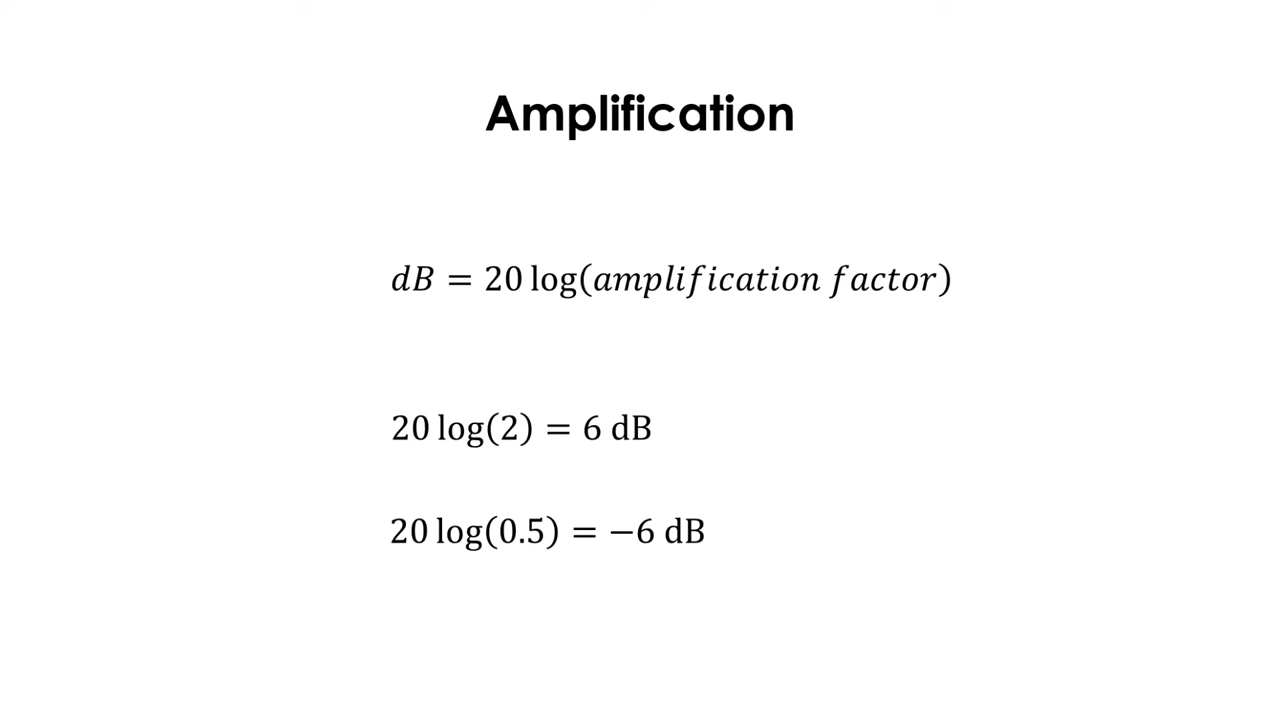 Amplification
dB = 20 log(amplification factor)
20 log(2) = 6 dB
20 log(0.5) = −6 dB